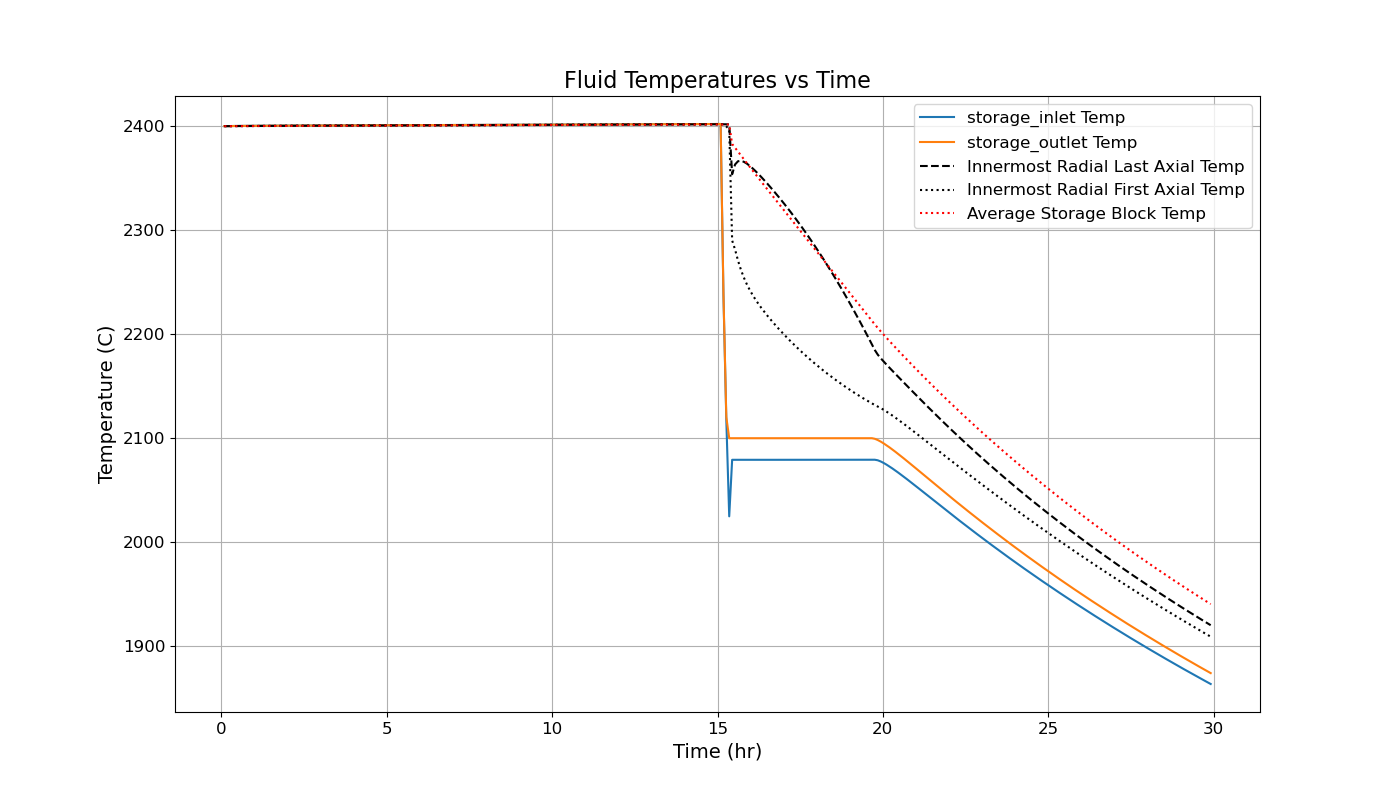 Fluid Temperatures vs Time
storage_inlet Temp
storage_outlet Temp
Innermost Radial Last Axial Temp
Innermost Radial First Axial Temp
Average Storage Block Temp
Temperature (C)
2400
2300
2200
2100
2000
1900
0 5 10 15 20 25 30
Time (hr)